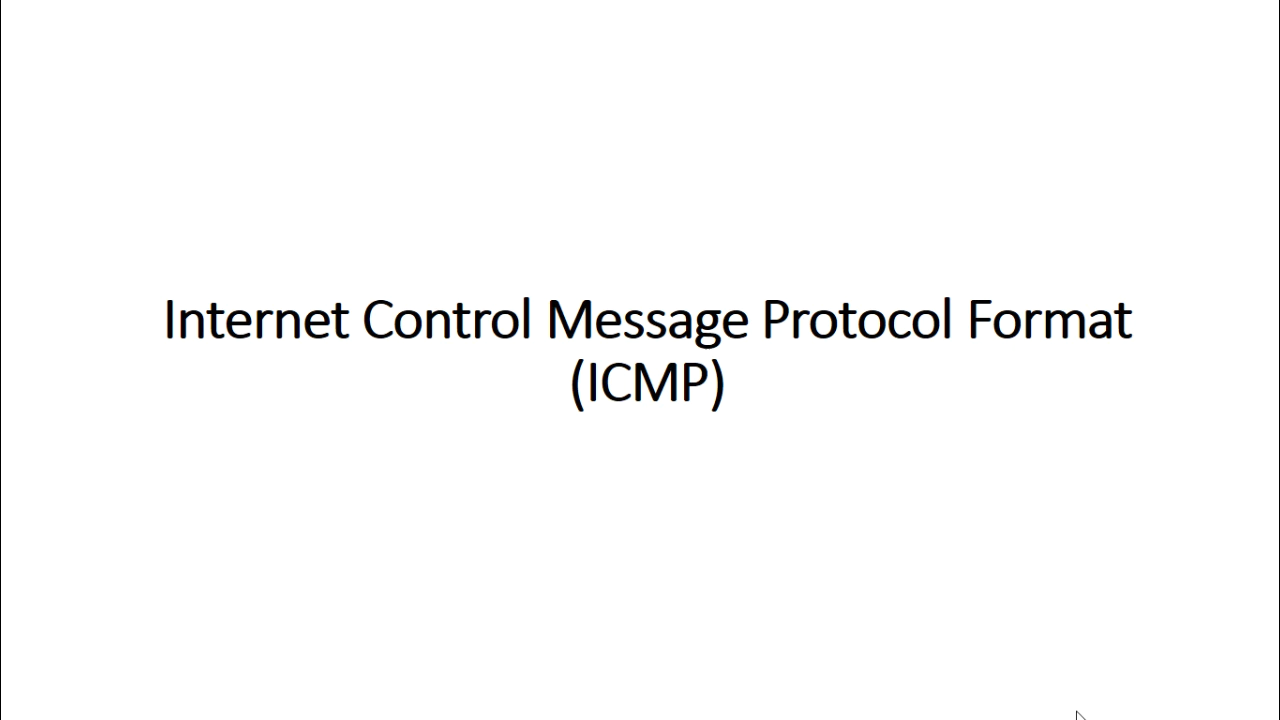 Internet Control Message Protocol Format
(ICMP)